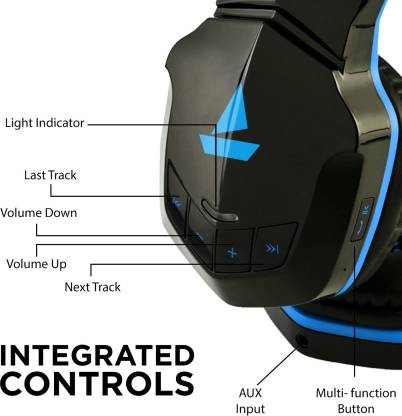 Light Indicator
Last Track
Volume Down
Volume Up
Next Track
INTEGRATED
CONTROLS
AUX
Input
Multi- function
Button